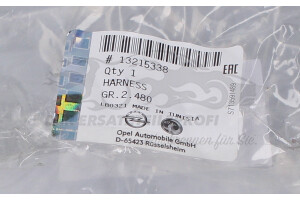 # 13215338
Qty 1
HARNESS
GR.2.480
MADE IN TUNISIA
EAC
Opel Automobile GmbH
D-65423 Rüsselsheim